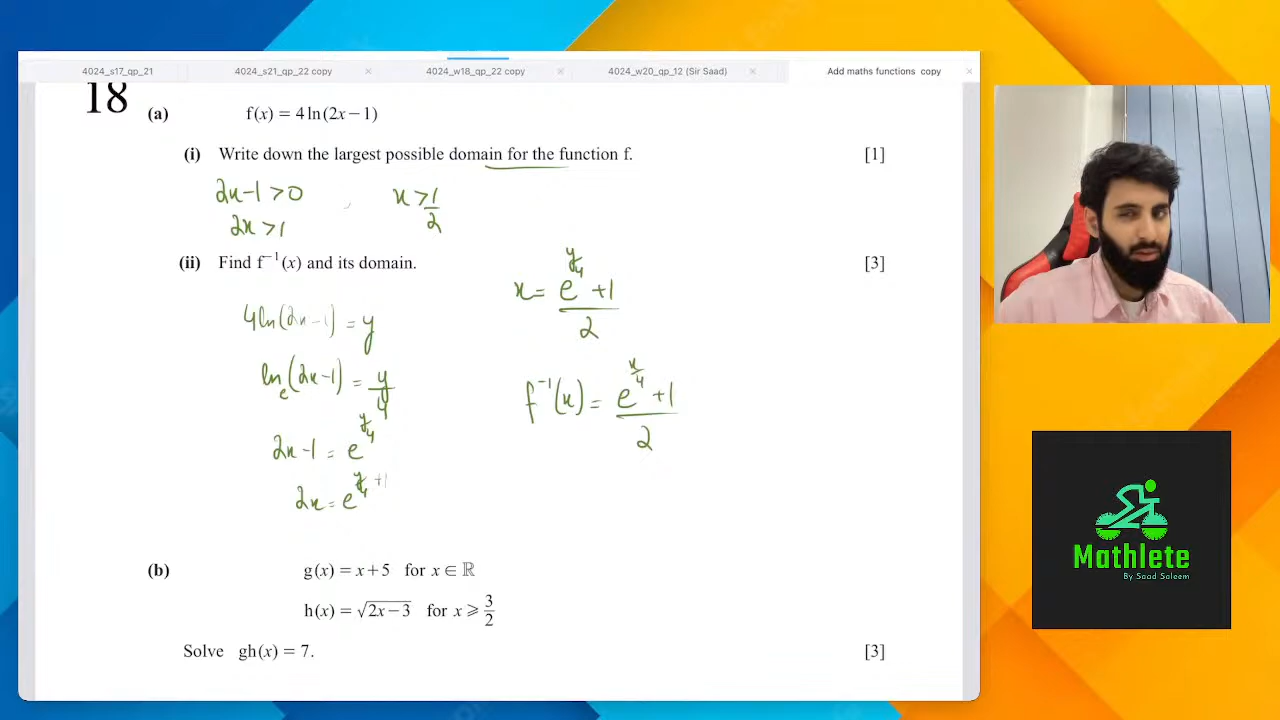 4024_s17_qp_21 4024_s21_qp_22 copy × 4024_w18_qp_22 copy × 4024_w20_qp_12 (Sir Saad) × Add maths functions copy ×
18
(a) f(x) = 4 ln(2x − 1)
(i) Write down the largest possible domain for the function f. [1]
2x-1 > 0 x > 1/2
2x > 1
(ii) Find f⁻¹(x) and its domain. [3]
4ln(2x-1) = y
lnₑ(2x-1) = y/4
2x-1 = e^(y/4)
2x = e^(y/4) +1
x = (e^(y/4) +1)/2
f⁻¹(x) = (e^(x/4) +1)/2
(b) g(x) = x + 5 for x ∈ ℝ
h(x) = √(2x − 3) for x ⩾ 3/2
Solve gh(x) = 7. [3]
Mathlete
By Saad Saleem